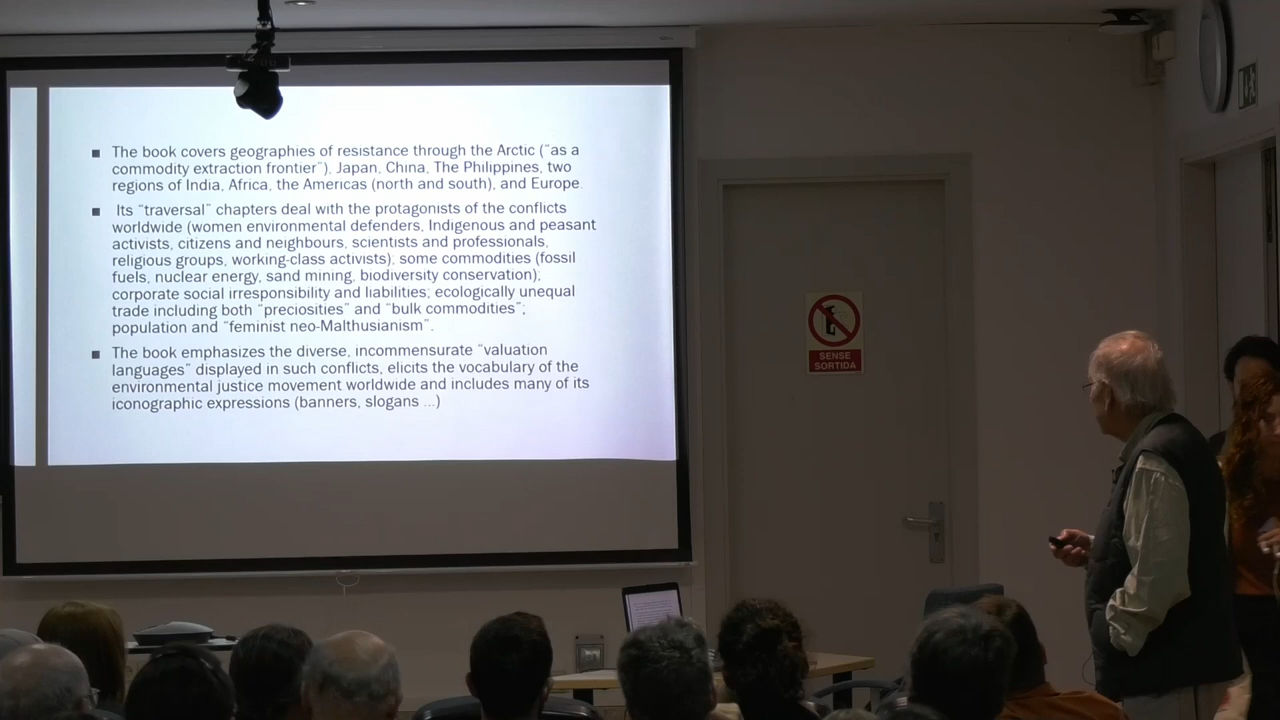 ■ The book covers geographies of resistance through the Arctic (“as a
commodity extraction frontier”), Japan, China, The Philippines, two
regions of India, Africa, the Americas (north and south), and Europe.
■ Its “traversal” chapters deal with the protagonists of the conflicts
worldwide (women environmental defenders, Indigenous and peasant
activists, citizens and neighbours, scientists and professionals,
religious groups, working-class activists); some commodities (fossil
fuels, nuclear energy, sand mining, biodiversity conservation);
corporate social irresponsibility and liabilities; ecologically unequal
trade including both “preciosities” and “bulk commodities”;
population and “feminist neo-Malthusianism”.
■ The book emphasizes the diverse, incommensurate “valuation
languages” displayed in such conflicts, elicits the vocabulary of the
environmental justice movement worldwide and includes many of its
iconographic expressions (banners, slogans ...)
SENSE
SORTIDA